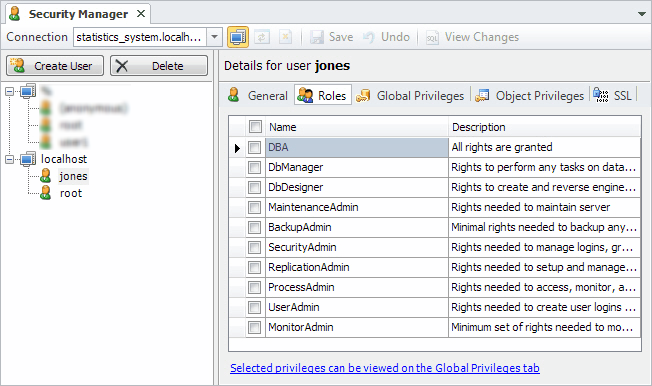 Security Manager
Connection statistics_system.localh... Save Undo View Changes
Create User Delete
Details for user jones
General Roles Global Privileges Object Privileges SSL
Name Description
DBA All rights are granted
DbManager Rights to perform any tasks on data...
DbDesigner Rights to create and reverse engine...
MaintenanceAdmin Rights needed to maintain server
BackupAdmin Minimal rights needed to backup any...
SecurityAdmin Rights needed to manage logins, gr...
ReplicationAdmin Rights needed to setup and manage...
ProcessAdmin Rights needed to access, monitor, a...
UserAdmin Rights needed to create user logins ...
MonitorAdmin Minimum set of rights needed to mo...
Selected privileges can be viewed on the Global Privileges tab
localhost
jones
root